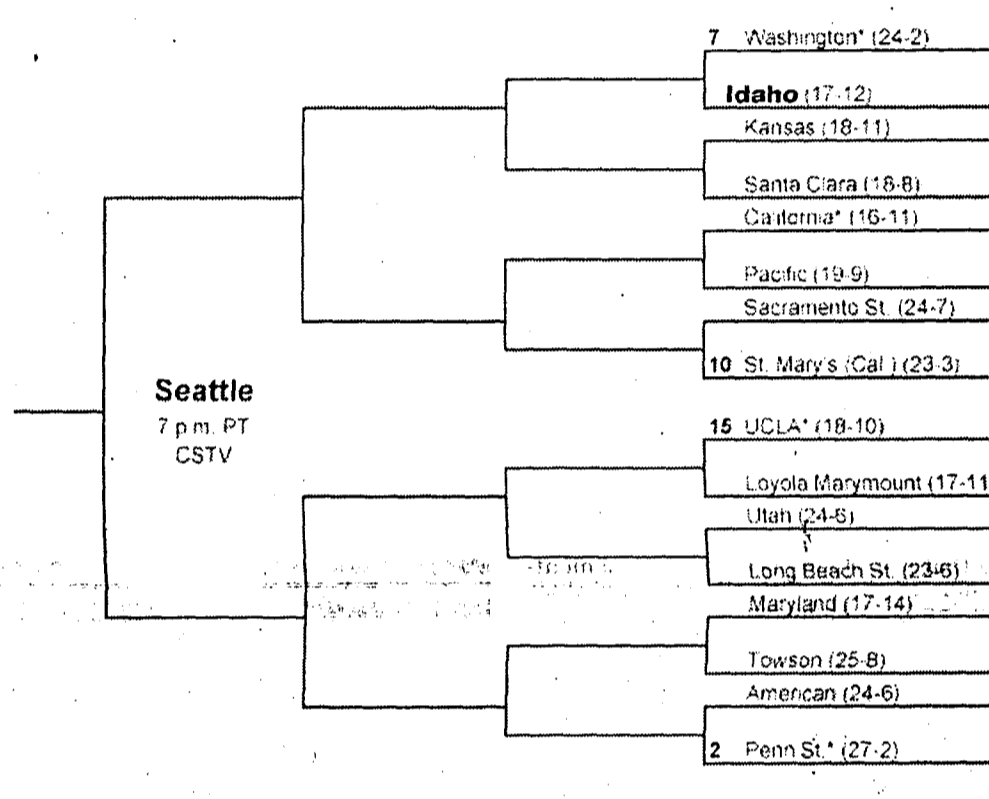 7 Washington* (24-2)
Idaho (17-12)
Kansas (18-11)
Santa Clara (18-8)
California* (16-11)
Pacific (19-9)
Sacramento St. (24-7)
10 St. Mary's (Cal.) (23-3)
Seattle
7 p.m. PT
CSTV
15 UCLA* (18-10)
Loyola Marymount (17-11
Utah (24-6)
Long Beach St. (23-6)
Maryland (17-14)
Towson (25-8)
American (24-6)
2 Penn St.* (27-2)